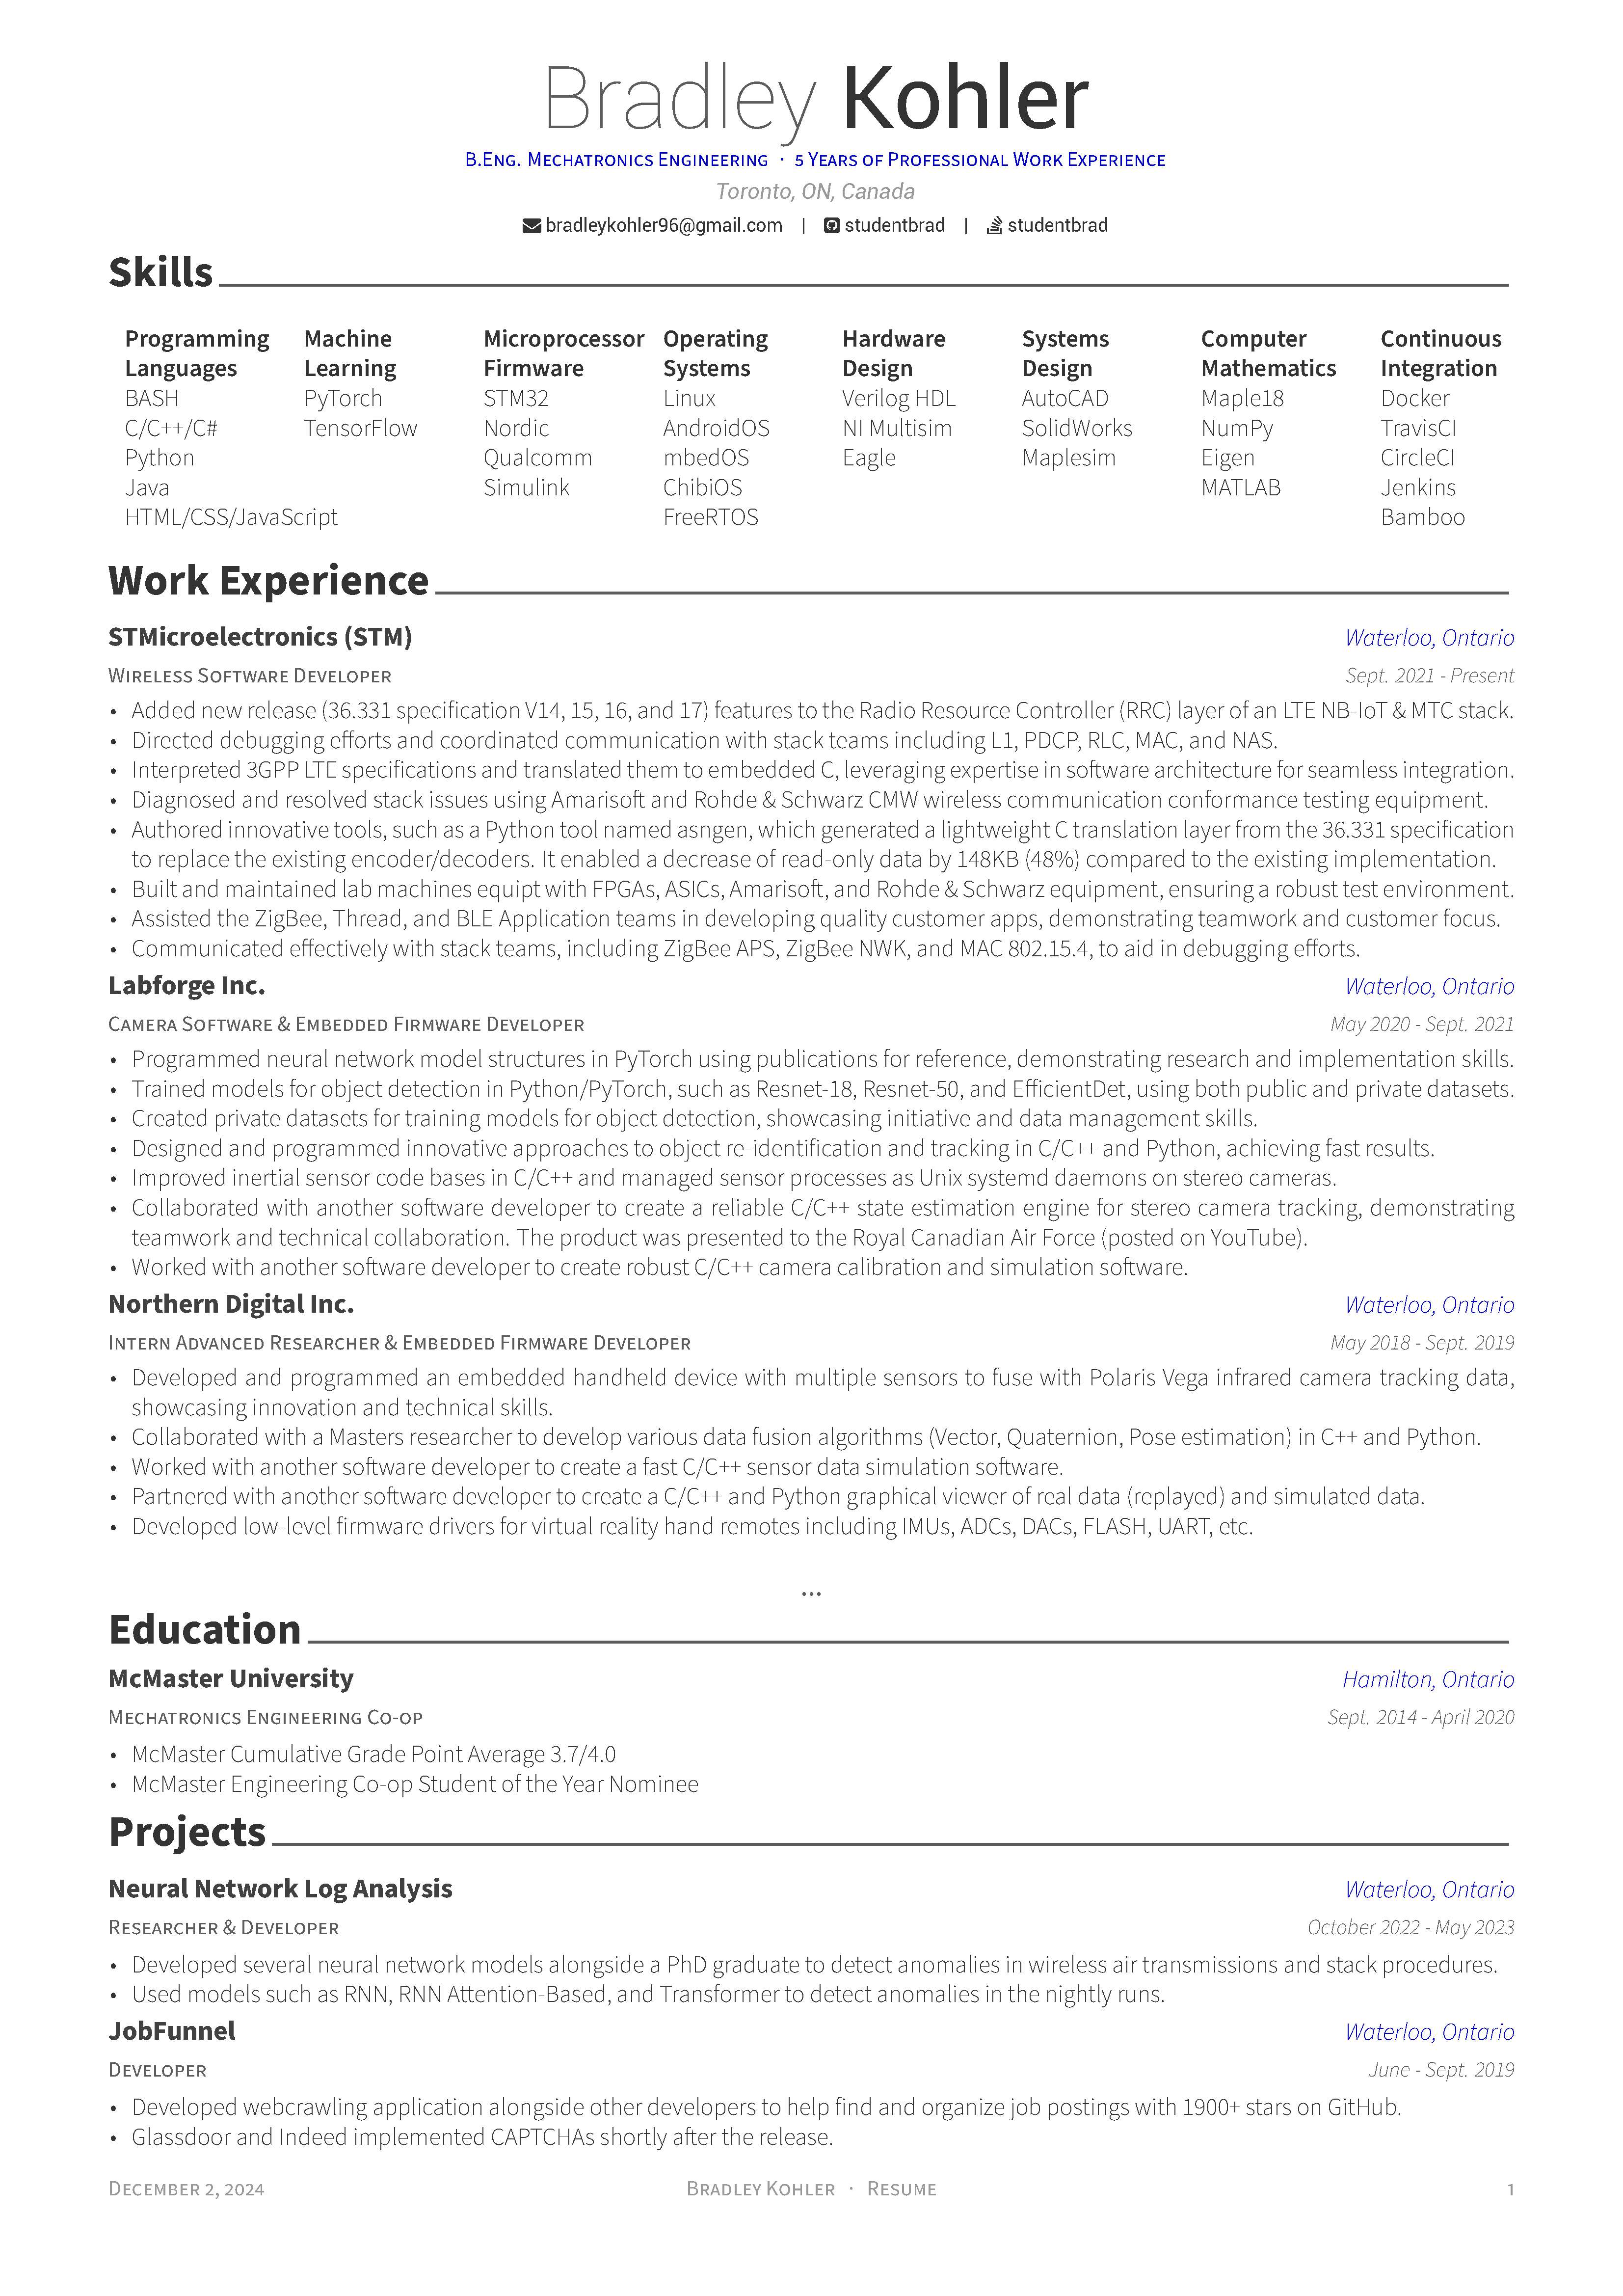 Bradley Kohler
B.Eng. Mechatronics Engineering · 5 Years of Professional Work Experience
Toronto, ON, Canada
bradleykohler96@gmail.com | studentbrad | studentbrad
Skills
Programming Machine Microprocessor Operating Hardware Systems Computer Continuous
Languages Learning Firmware Systems Design Design Mathematics Integration
BASH PyTorch STM32 Linux Verilog HDL AutoCAD Maple18 Docker
C/C++/C# TensorFlow Nordic AndroidOS NI Multisim SolidWorks NumPy TravisCI
Python Qualcomm mbedOS Eagle Maplesim Eigen CircleCI
Java Simulink ChibiOS MATLAB Jenkins
HTML/CSS/JavaScript FreeRTOS Bamboo
Work Experience
STMicroelectronics (STM) Waterloo, Ontario
Wireless Software Developer Sept. 2021 - Present
• Added new release (36.331 specification V14, 15, 16, and 17) features to the Radio Resource Controller (RRC) layer of an LTE NB-IoT & MTC stack.
• Directed debugging efforts and coordinated communication with stack teams including L1, PDCP, RLC, MAC, and NAS.
• Interpreted 3GPP LTE specifications and translated them to embedded C, leveraging expertise in software architecture for seamless integration.
• Diagnosed and resolved stack issues using Amarisoft and Rohde & Schwarz CMW wireless communication conformance testing equipment.
• Authored innovative tools, such as a Python tool named asngen, which generated a lightweight C translation layer from the 36.331 specification
to replace the existing encoder/decoders. It enabled a decrease of read-only data by 148KB (48%) compared to the existing implementation.
• Built and maintained lab machines equipt with FPGAs, ASICs, Amarisoft, and Rohde & Schwarz equipment, ensuring a robust test environment.
• Assisted the ZigBee, Thread, and BLE Application teams in developing quality customer apps, demonstrating teamwork and customer focus.
• Communicated effectively with stack teams, including ZigBee APS, ZigBee NWK, and MAC 802.15.4, to aid in debugging efforts.
Labforge Inc. Waterloo, Ontario
Camera Software & Embedded Firmware Developer May 2020 - Sept. 2021
• Programmed neural network model structures in PyTorch using publications for reference, demonstrating research and implementation skills.
• Trained models for object detection in Python/PyTorch, such as Resnet-18, Resnet-50, and EfficientDet, using both public and private datasets.
• Created private datasets for training models for object detection, showcasing initiative and data management skills.
• Designed and programmed innovative approaches to object re-identification and tracking in C/C++ and Python, achieving fast results.
• Improved inertial sensor code bases in C/C++ and managed sensor processes as Unix systemd daemons on stereo cameras.
• Collaborated with another software developer to create a reliable C/C++ state estimation engine for stereo camera tracking, demonstrating
teamwork and technical collaboration. The product was presented to the Royal Canadian Air Force (posted on YouTube).
• Worked with another software developer to create robust C/C++ camera calibration and simulation software.
Northern Digital Inc. Waterloo, Ontario
Intern Advanced Researcher & Embedded Firmware Developer May 2018 - Sept. 2019
• Developed and programmed an embedded handheld device with multiple sensors to fuse with Polaris Vega infrared camera tracking data,
showcasing innovation and technical skills.
• Collaborated with a Masters researcher to develop various data fusion algorithms (Vector, Quaternion, Pose estimation) in C++ and Python.
• Worked with another software developer to create a fast C/C++ sensor data simulation software.
• Partnered with another software developer to create a C/C++ and Python graphical viewer of real data (replayed) and simulated data.
• Developed low-level firmware drivers for virtual reality hand remotes including IMUs, ADCs, DACs, FLASH, UART, etc.
...
Education
McMaster University Hamilton, Ontario
Mechatronics Engineering Co-op Sept. 2014 - April 2020
• McMaster Cumulative Grade Point Average 3.7/4.0
• McMaster Engineering Co-op Student of the Year Nominee
Projects
Neural Network Log Analysis Waterloo, Ontario
Researcher & Developer October 2022 - May 2023
• Developed several neural network models alongside a PhD graduate to detect anomalies in wireless air transmissions and stack procedures.
• Used models such as RNN, RNN Attention-Based, and Transformer to detect anomalies in the nightly runs.
JobFunnel Waterloo, Ontario
Developer June - Sept. 2019
• Developed webcrawling application alongside other developers to help find and organize job postings with 1900+ stars on GitHub.
• Glassdoor and Indeed implemented CAPTCHAs shortly after the release.
December 2, 2024 Bradley Kohler · Resume 1